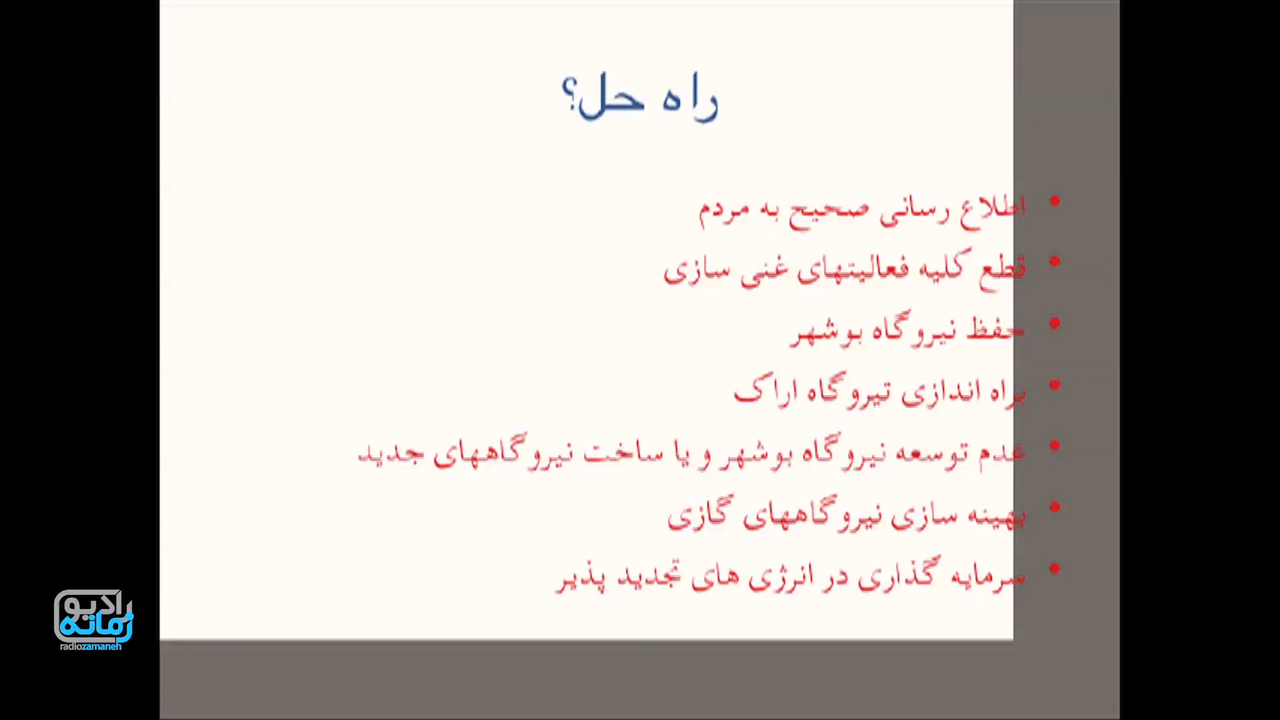 راه حل؟
• اطلاع رسانی صحیح به مردم
• قطع کلیه فعالیتهای غنی سازی
• حفظ نیروگاه بوشهر
• براه اندازی تیروگاه اراک
• عدم توسعه نیروگاه بوشهر و یا ساخت نیروگاههای جدید
• بهینه سازی نیروگاههای گازی
• سرمایه گذاری در انرژی های تجدید پذیر
رادیو
زمانه
radiozamaneh